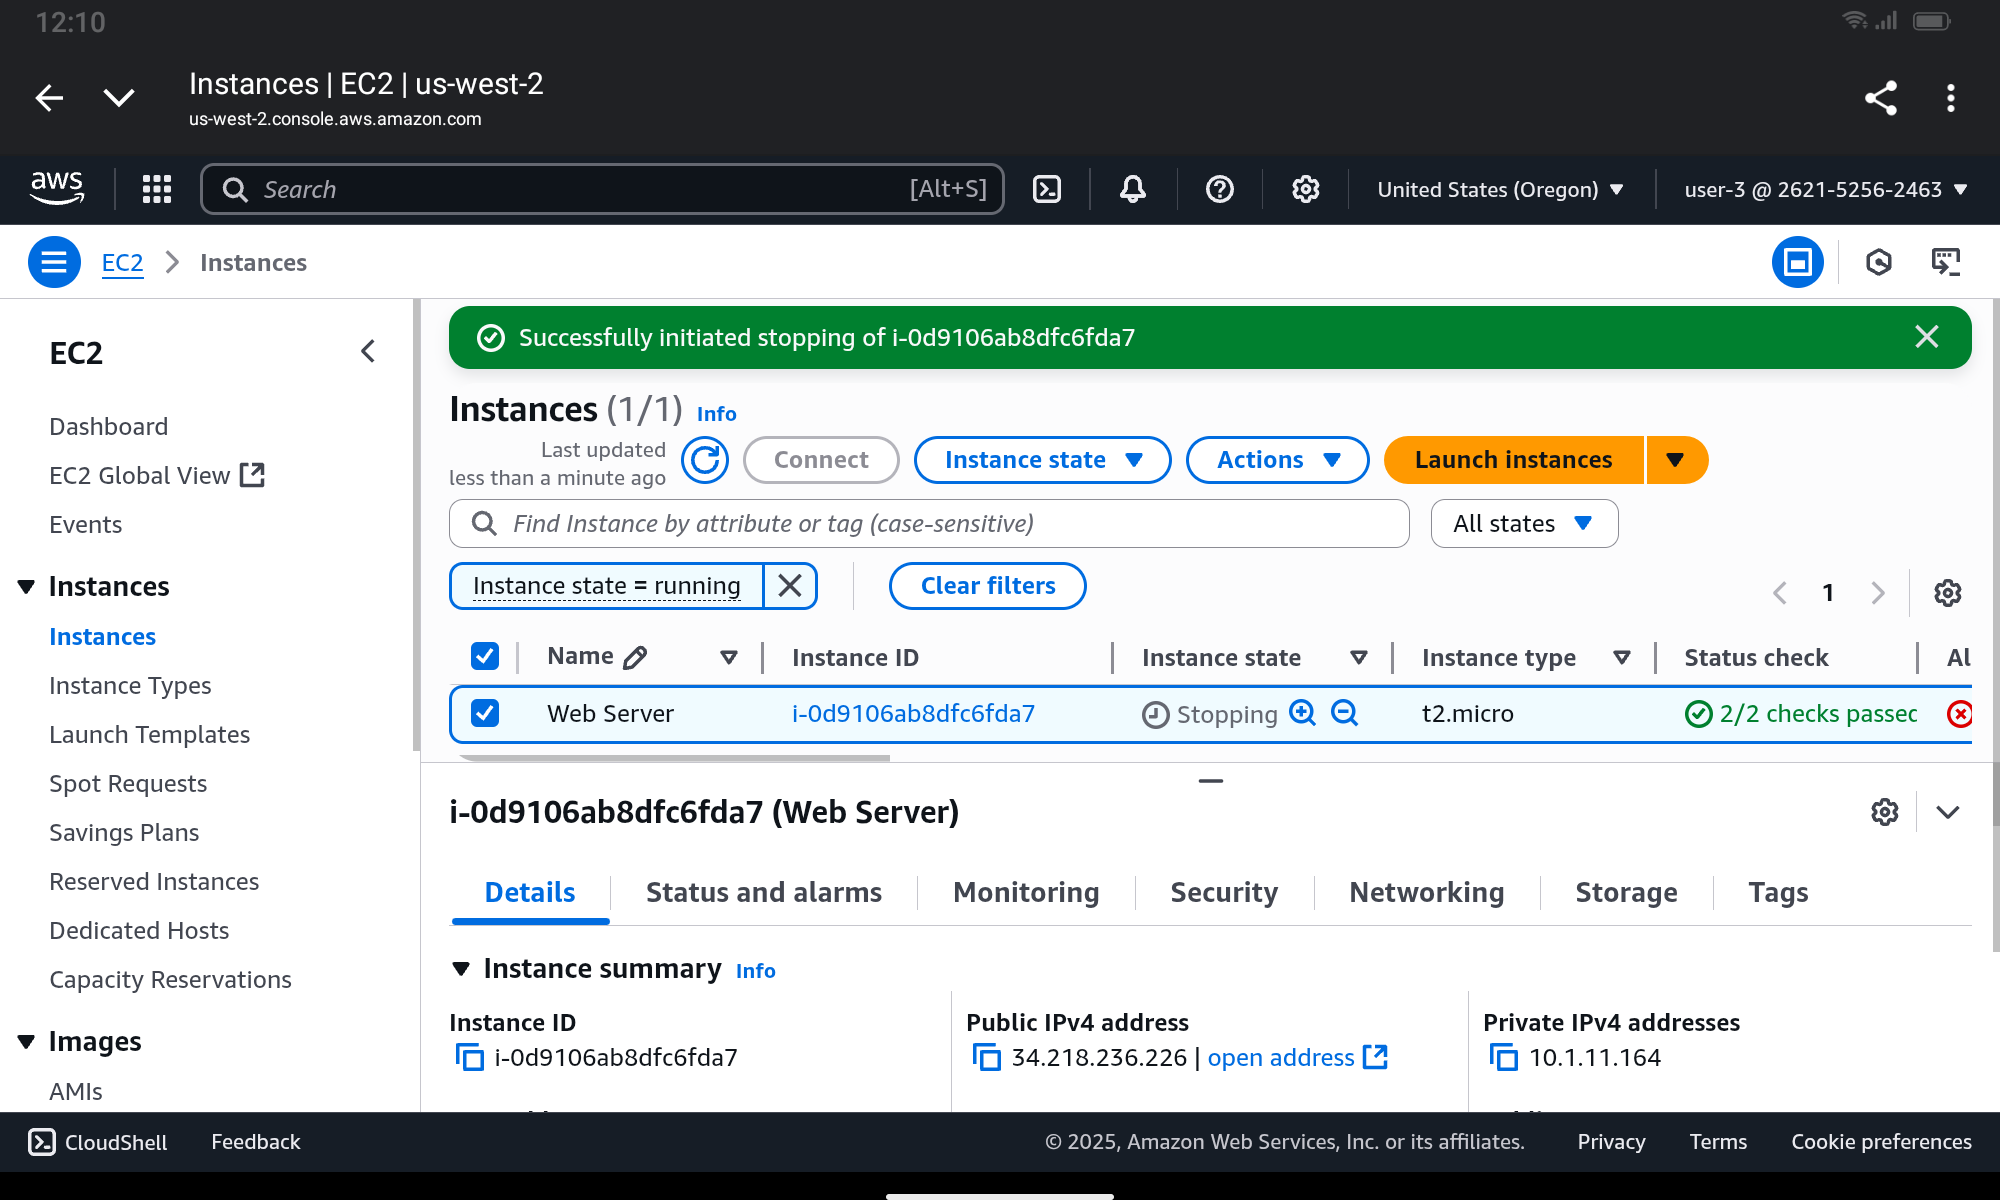 12:10
Instances | EC2 | us-west-2
us-west-2.console.aws.amazon.com
aws
Search [Alt+S]
United States (Oregon)
user-3 @ 2621-5256-2463
EC2 Instances
EC2
Dashboard
EC2 Global View
Events
Instances
Instances
Instance Types
Launch Templates
Spot Requests
Savings Plans
Reserved Instances
Dedicated Hosts
Capacity Reservations
Images
AMIs
Successfully initiated stopping of i-0d9106ab8dfc6fda7
Instances (1/1) Info
Last updated
less than a minute ago
Connect
Instance state
Actions
Launch instances
Find Instance by attribute or tag (case-sensitive)
All states
Instance state = running
Clear filters
1
Name Instance ID Instance state Instance type Status check Al
Web Server i-0d9106ab8dfc6fda7 Stopping t2.micro 2/2 checks passed
i-0d9106ab8dfc6fda7 (Web Server)
Details Status and alarms Monitoring Security Networking Storage Tags
Instance summary Info
Instance ID
i-0d9106ab8dfc6fda7
Public IPv4 address
34.218.236.226 | open address
Private IPv4 addresses
10.1.11.164
CloudShell Feedback © 2025, Amazon Web Services, Inc. or its affiliates. Privacy Terms Cookie preferences